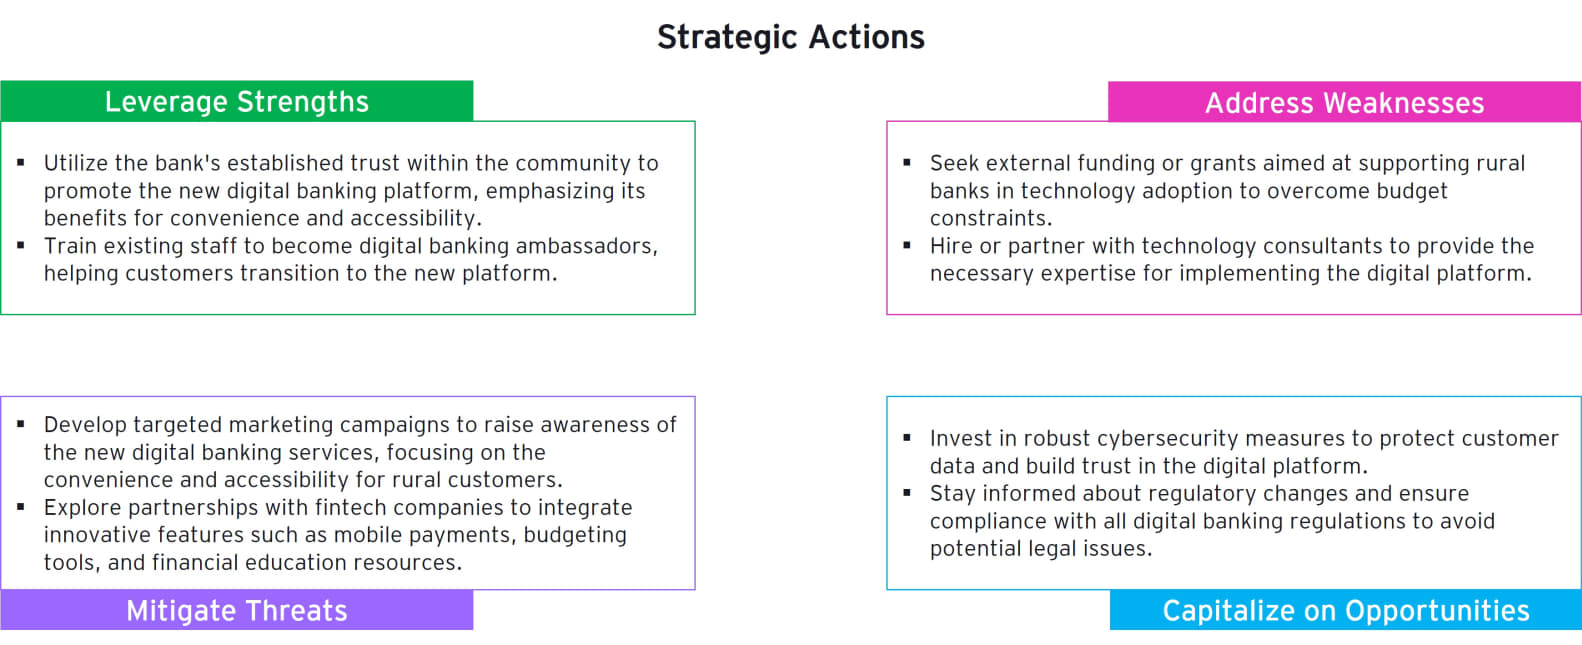 Strategic Actions
Leverage Strengths
▪ Utilize the bank's established trust within the community to
promote the new digital banking platform, emphasizing its
benefits for convenience and accessibility.
▪ Train existing staff to become digital banking ambassadors,
helping customers transition to the new platform.
Address Weaknesses
▪ Seek external funding or grants aimed at supporting rural
banks in technology adoption to overcome budget
constraints.
▪ Hire or partner with technology consultants to provide the
necessary expertise for implementing the digital platform.
▪ Develop targeted marketing campaigns to raise awareness of
the new digital banking services, focusing on the
convenience and accessibility for rural customers.
▪ Explore partnerships with fintech companies to integrate
innovative features such as mobile payments, budgeting
tools, and financial education resources.
Mitigate Threats
▪ Invest in robust cybersecurity measures to protect customer
data and build trust in the digital platform.
▪ Stay informed about regulatory changes and ensure
compliance with all digital banking regulations to avoid
potential legal issues.
Capitalize on Opportunities